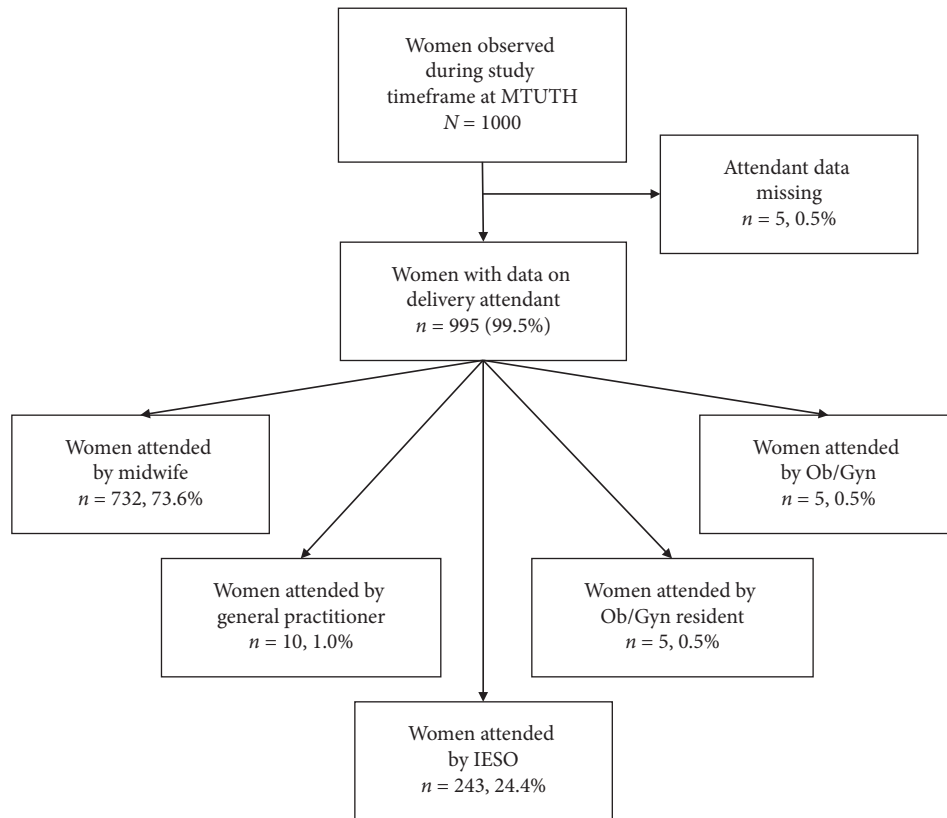 Women observed
during study
timeframe at MTUTH
N = 1000
Attendant data
missing
n = 5, 0.5%
Women with data on
delivery attendant
n = 995 (99.5%)
Women attended
by midwife
n = 732, 73.6%
Women attended
by Ob/Gyn
n = 5, 0.5%
Women attended by
general practitioner
n = 10, 1.0%
Women attended by
Ob/Gyn resident
n = 5, 0.5%
Women attended
by IESO
n = 243, 24.4%